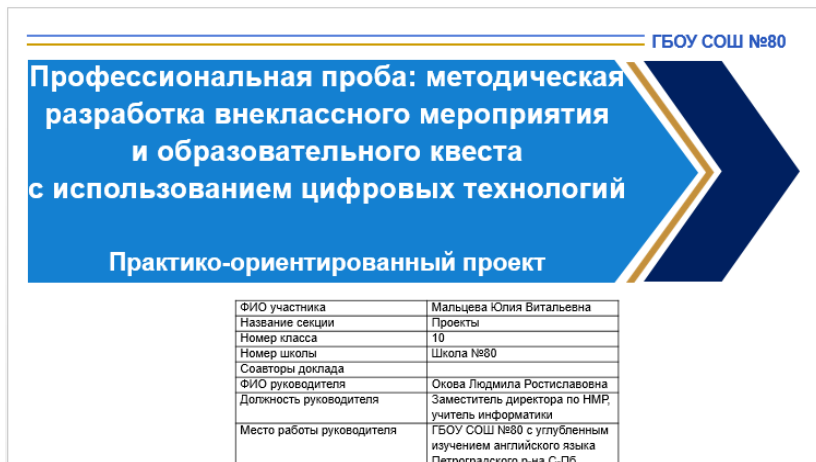 ГБОУ СОШ №80
Профессиональная проба: методическая
разработка внеклассного мероприятия
и образовательного квеста
с использованием цифровых технологий
Практико-ориентированный проект
ФИО участника Мальцева Юлия Витальевна
Название секции Проекты
Номер класса 10
Номер школы Школа №80
Соавторы доклада
ФИО руководителя Окова Людмила Ростиславовна
Должность руководителя Заместитель директора по НМР,
учитель информатики
Место работы руководителя ГБОУ СОШ №80 с углубленным
изучением английского языка
Петроградского р-на С-Пб